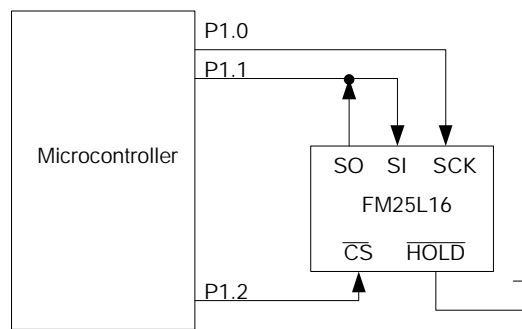 P1.0
P1.1
Microcontroller
SO SI SCK
FM25L16
CS HOLD
P1.2